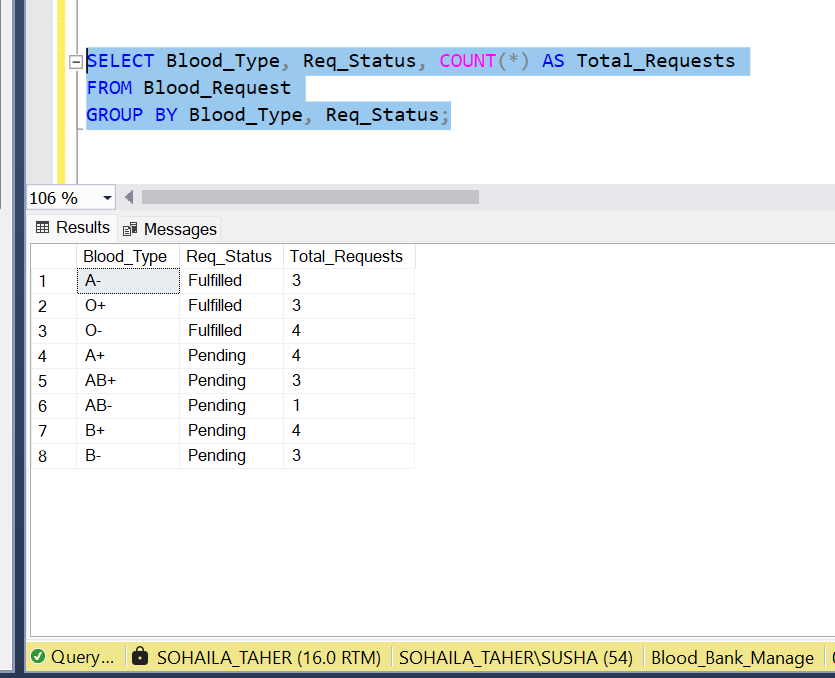 SELECT Blood_Type, Req_Status, COUNT(*) AS Total_Requests
FROM Blood_Request
GROUP BY Blood_Type, Req_Status;
106 %
Results Messages
Blood_Type Req_Status Total_Requests
1 A- Fulfilled 3
2 O+ Fulfilled 3
3 O- Fulfilled 4
4 A+ Pending 4
5 AB+ Pending 3
6 AB- Pending 1
7 B+ Pending 4
8 B- Pending 3
Query... SOHAILA_TAHER (16.0 RTM) SOHAILA_TAHER\SUSHA (54) Blood_Bank_Manage